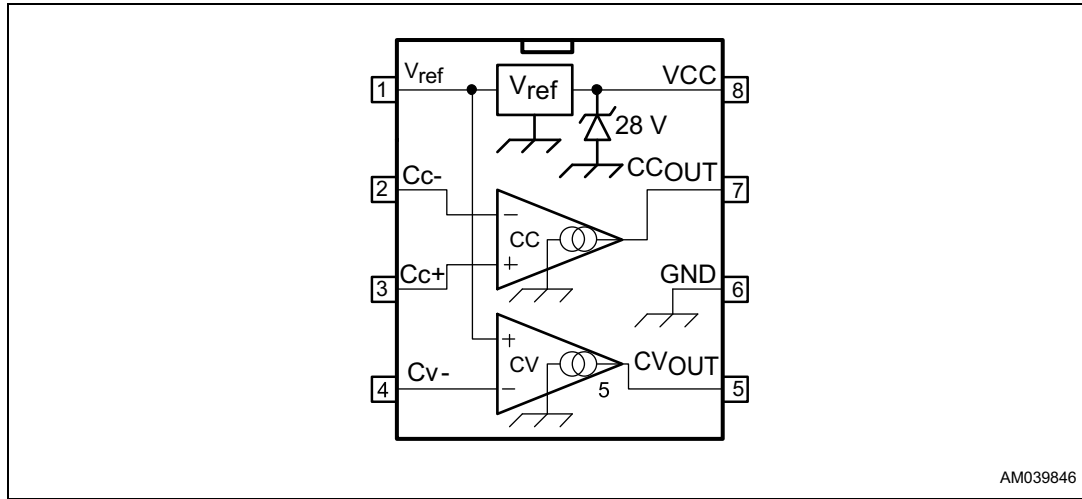 Vref
Vref
VCC
1
8
28 V
Cc-
CCOUT
2
7
−
CC
Cc+
+
GND
3
6
+
CV
Cv-
−
5
CVOUT
4
5
AM039846